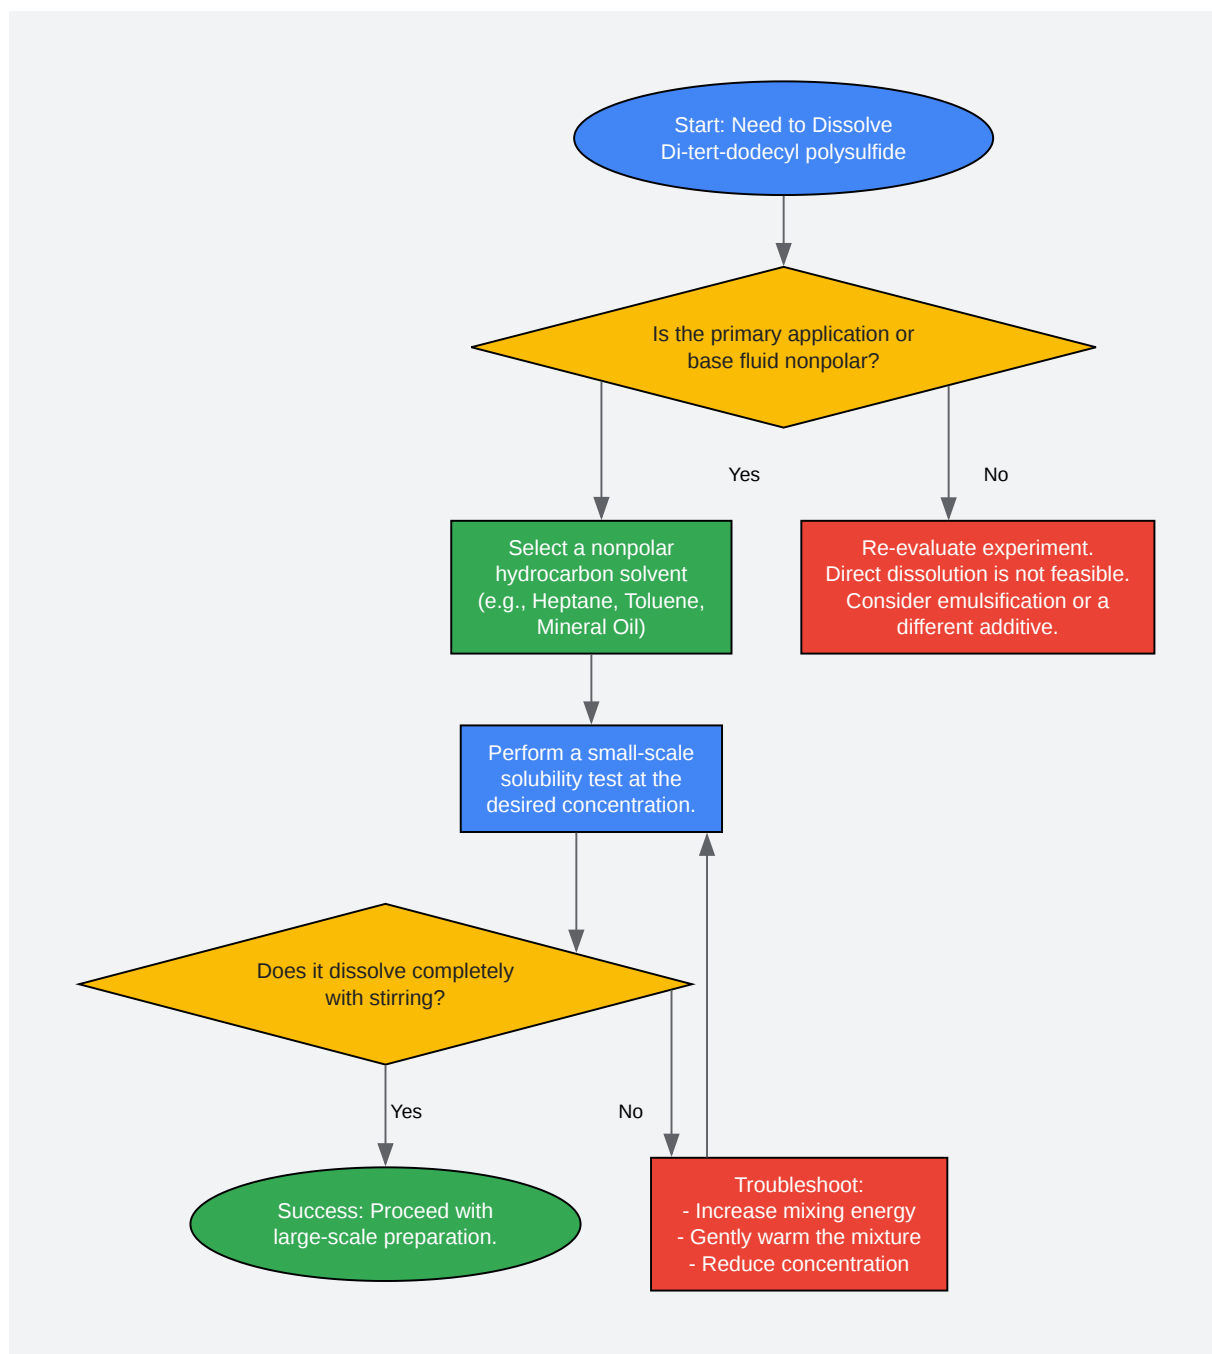 Start: Need to Dissolve
Di-tert-dodecyl polysulfide
Is the primary application or
base fluid nonpolar?
Yes
No
Select a nonpolar
hydrocarbon solvent
(e.g., Heptane, Toluene,
Mineral Oil)
Re-evaluate experiment.
Direct dissolution is not feasible.
Consider emulsification or a
different additive.
Perform a small-scale
solubility test at the
desired concentration.
Does it dissolve completely
with stirring?
Yes
No
Success: Proceed with
large-scale preparation.
Troubleshoot:
- Increase mixing energy
- Gently warm the mixture
- Reduce concentration